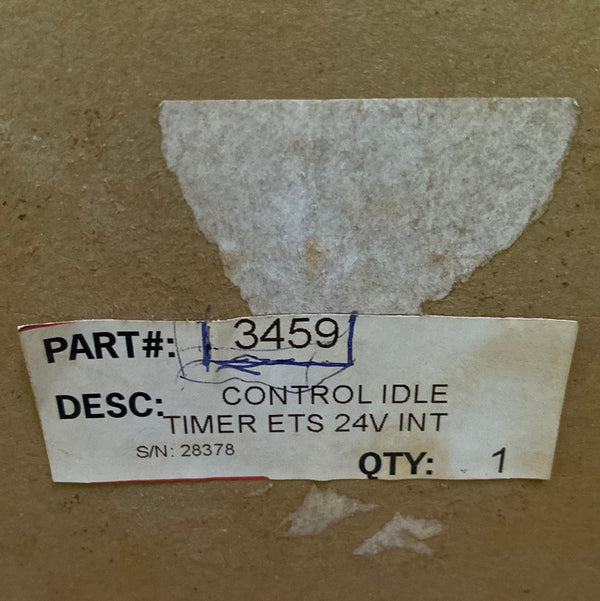 PART#: 3459
DESC: CONTROL IDLE
TIMER ETS 24V INT
S/N: 28378
QTY: 1